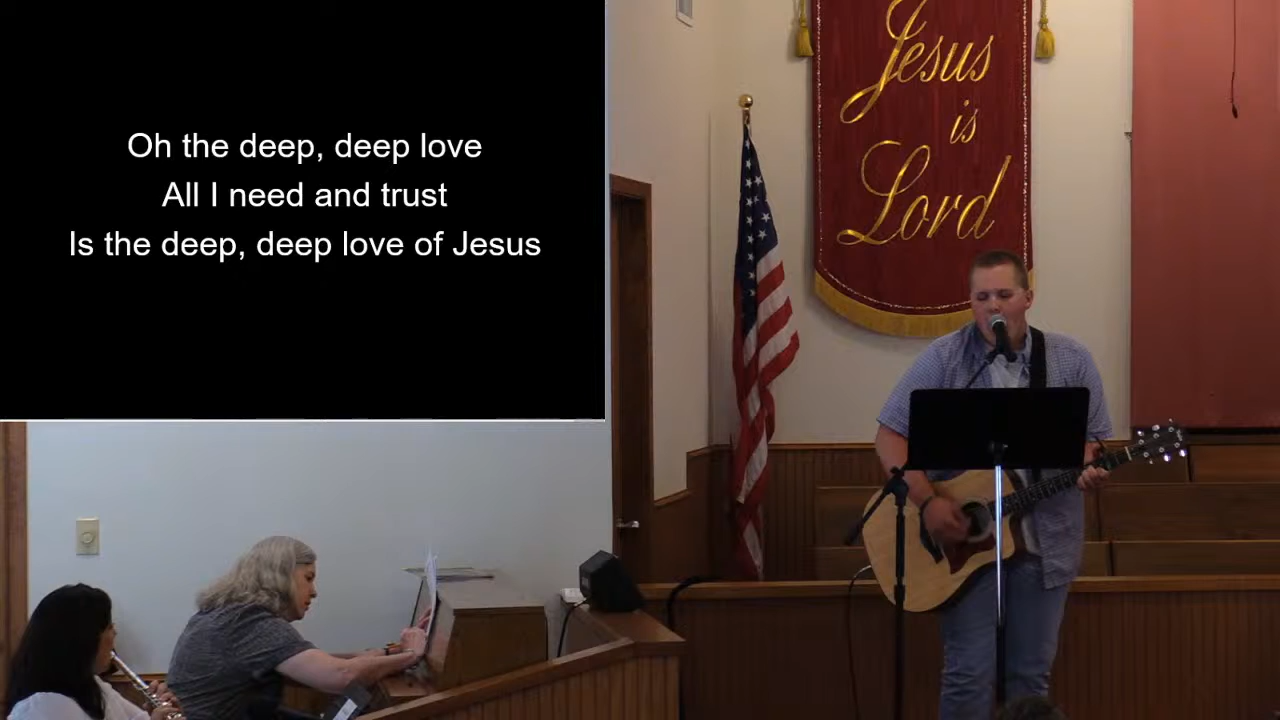 Oh the deep, deep love
All I need and trust
Is the deep, deep love of Jesus
Jesus
is
Lord